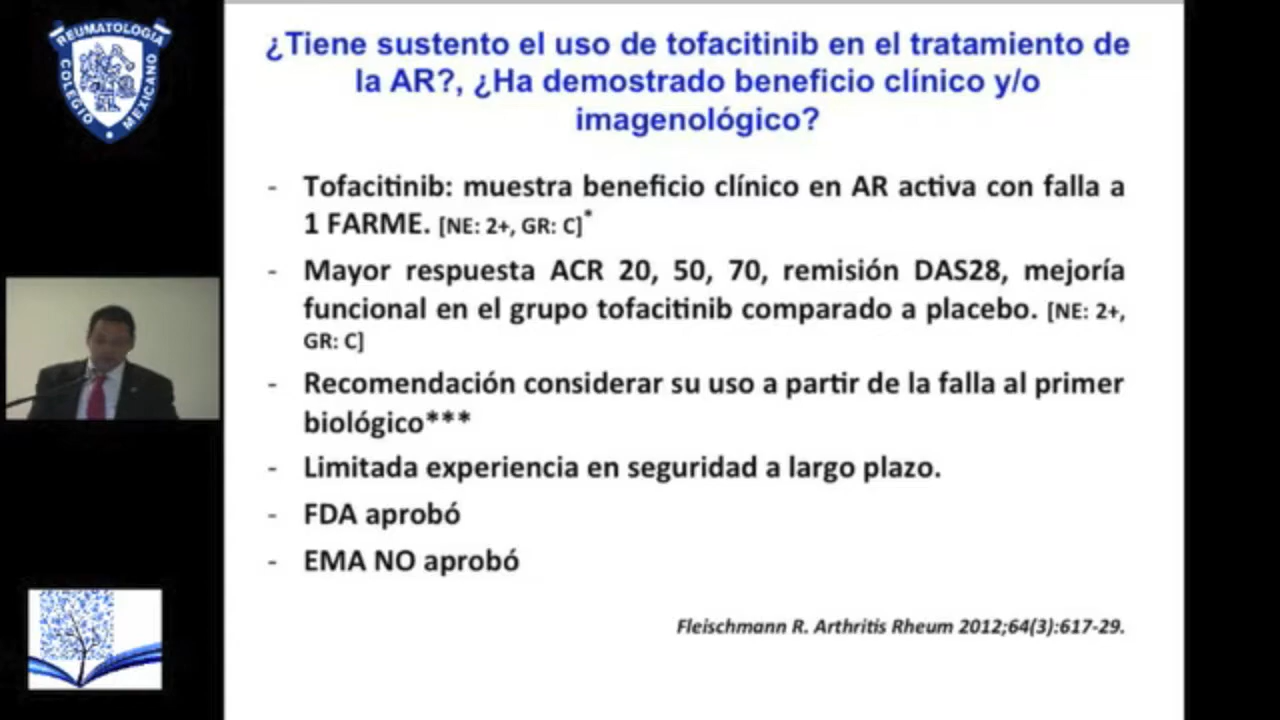 REUMATOLOGÍA
COLEGIO
MEXICANO
¿Tiene sustento el uso de tofacitinib en el tratamiento de
la AR?, ¿Ha demostrado beneficio clínico y/o
imagenológico?
- Tofacitinib: muestra beneficio clínico en AR activa con falla a
1 FARME. [NE: 2+, GR: C]*
- Mayor respuesta ACR 20, 50, 70, remisión DAS28, mejoría
funcional en el grupo tofacitinib comparado a placebo. [NE: 2+,
GR: C]
- Recomendación considerar su uso a partir de la falla al primer
biológico***
- Limitada experiencia en seguridad a largo plazo.
- FDA aprobó
- EMA NO aprobó
Fleischmann R. Arthritis Rheum 2012;64(3):617-29.